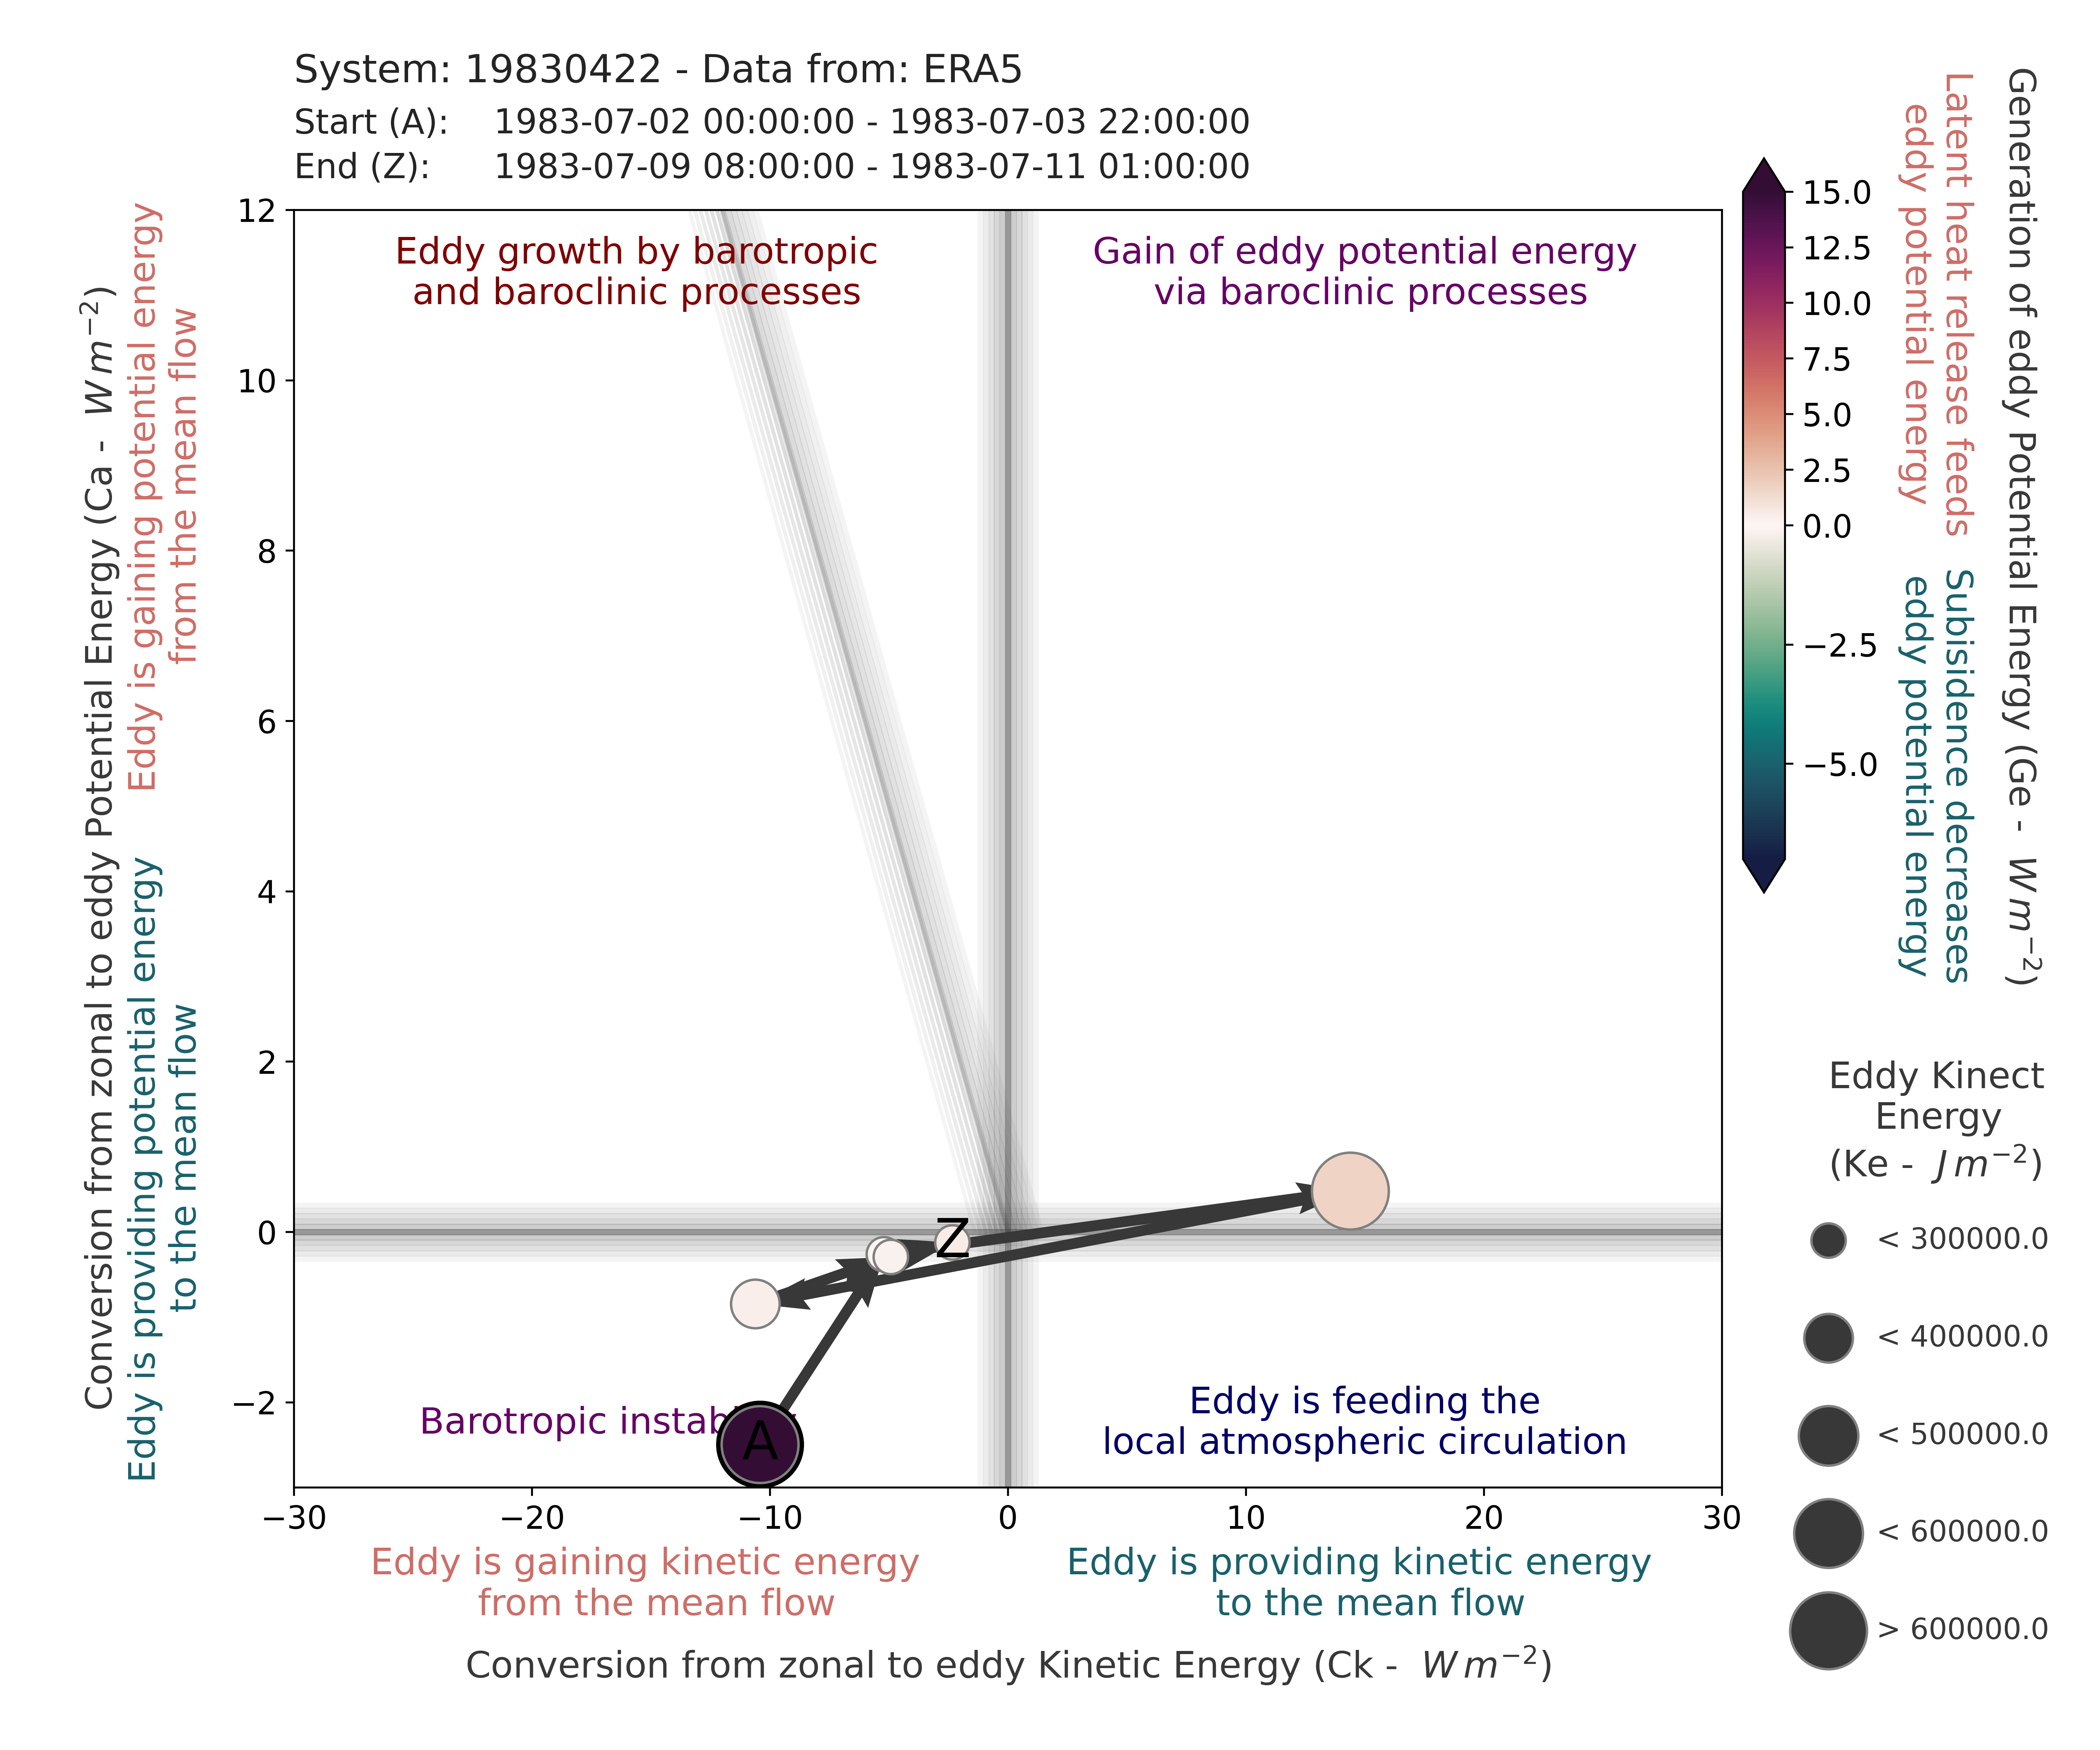 System: 19830422 - Data from: ERA5
Start (A): 1983-07-02 00:00:00 - 1983-07-03 22:00:00
End (Z): 1983-07-09 08:00:00 - 1983-07-11 01:00:00
Conversion from zonal to eddy Potential Energy (Ca - W m⁻²)
Eddy is gaining potential energy
from the mean flow
Eddy is providing potential energy
to the mean flow
12
10
8
6
4
2
0
−2
Eddy growth by barotropic
and baroclinic processes
Gain of eddy potential energy
via baroclinic processes
Z
A
Barotropic instability
Eddy is feeding the
local atmospheric circulation
−30
−20
−10
0
10
20
30
Eddy is gaining kinetic energy
from the mean flow
Eddy is providing kinetic energy
to the mean flow
Conversion from zonal to eddy Kinetic Energy (Ck - W m⁻²)
15.0
12.5
10.0
7.5
5.0
2.5
0.0
−2.5
−5.0
Latent heat release feeds
eddy potential energy
Subisidence decreases
eddy potential energy
Generation of eddy Potential Energy (Ge - W m⁻²)
Eddy Kinect
Energy
(Ke - J m⁻²)
< 300000.0
< 400000.0
< 500000.0
< 600000.0
> 600000.0